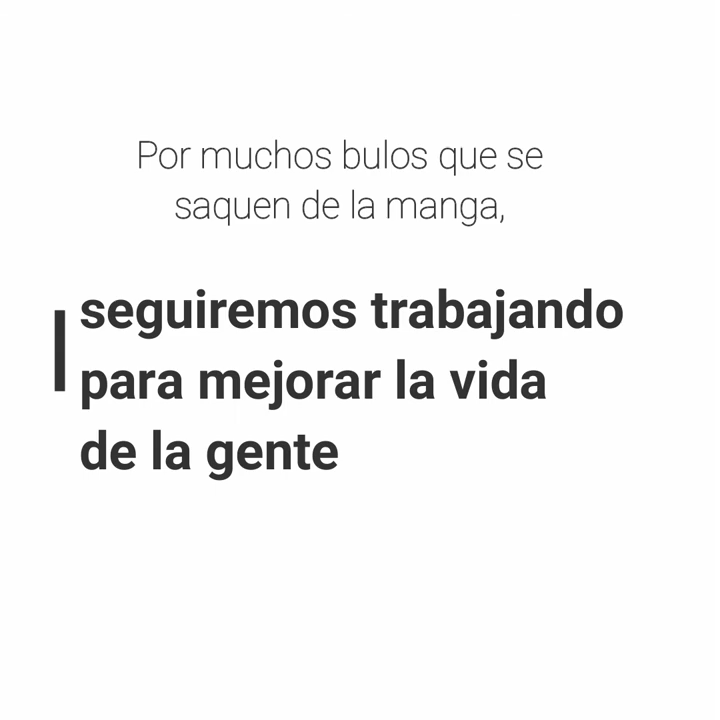 Por muchos bulos que se
saquen de la manga,
seguiremos trabajando
para mejorar la vida
de la gente